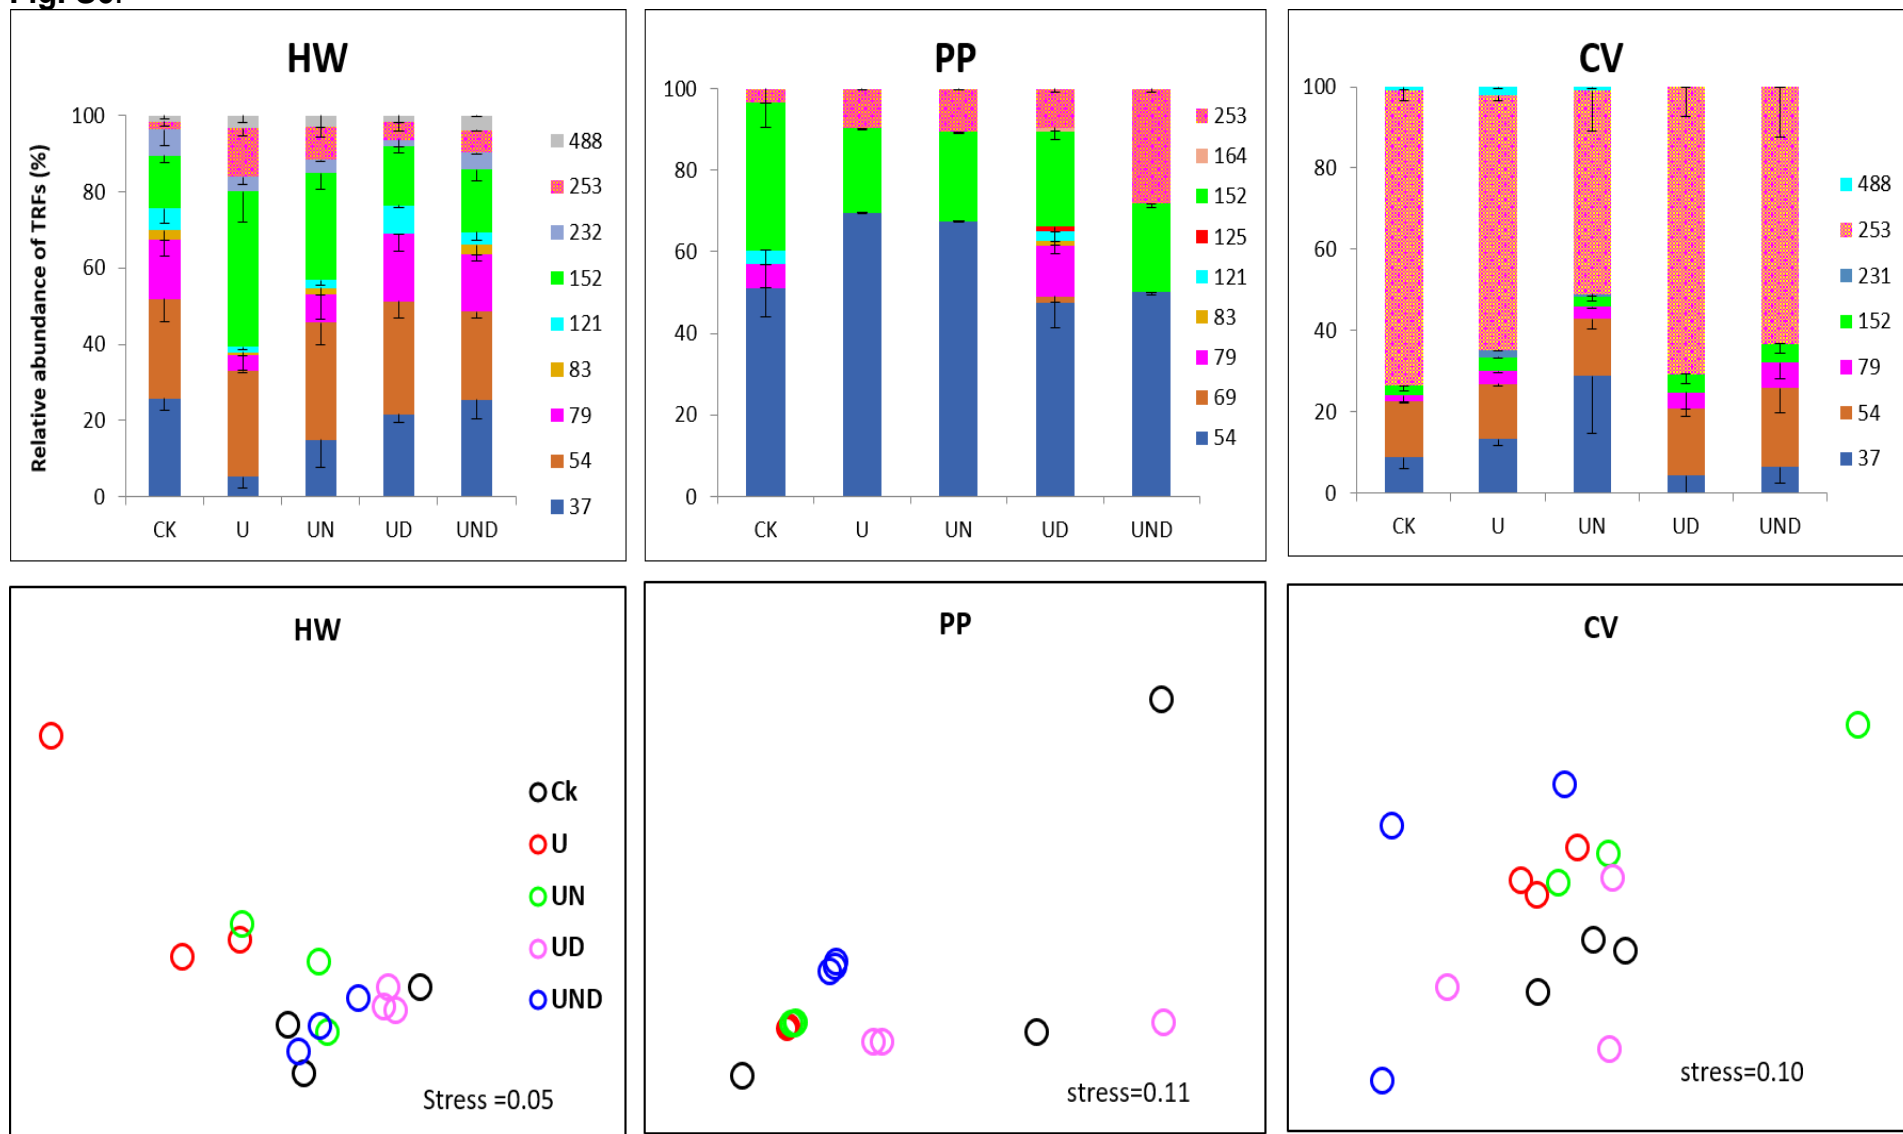 HW
Relative abundance of TRFs (%)
100
80
60
40
20
0
CK U UN UD UND
488
253
232
152
121
83
79
54
37
PP
100
80
60
40
20
0
CK U UN UD UND
253
164
152
125
121
83
79
69
54
CV
100
80
60
40
20
0
CK U UN UD UND
488
253
231
152
79
54
37
HW
Ck
U
UN
UD
UND
Stress =0.05
PP
stress=0.11
CV
stress=0.10